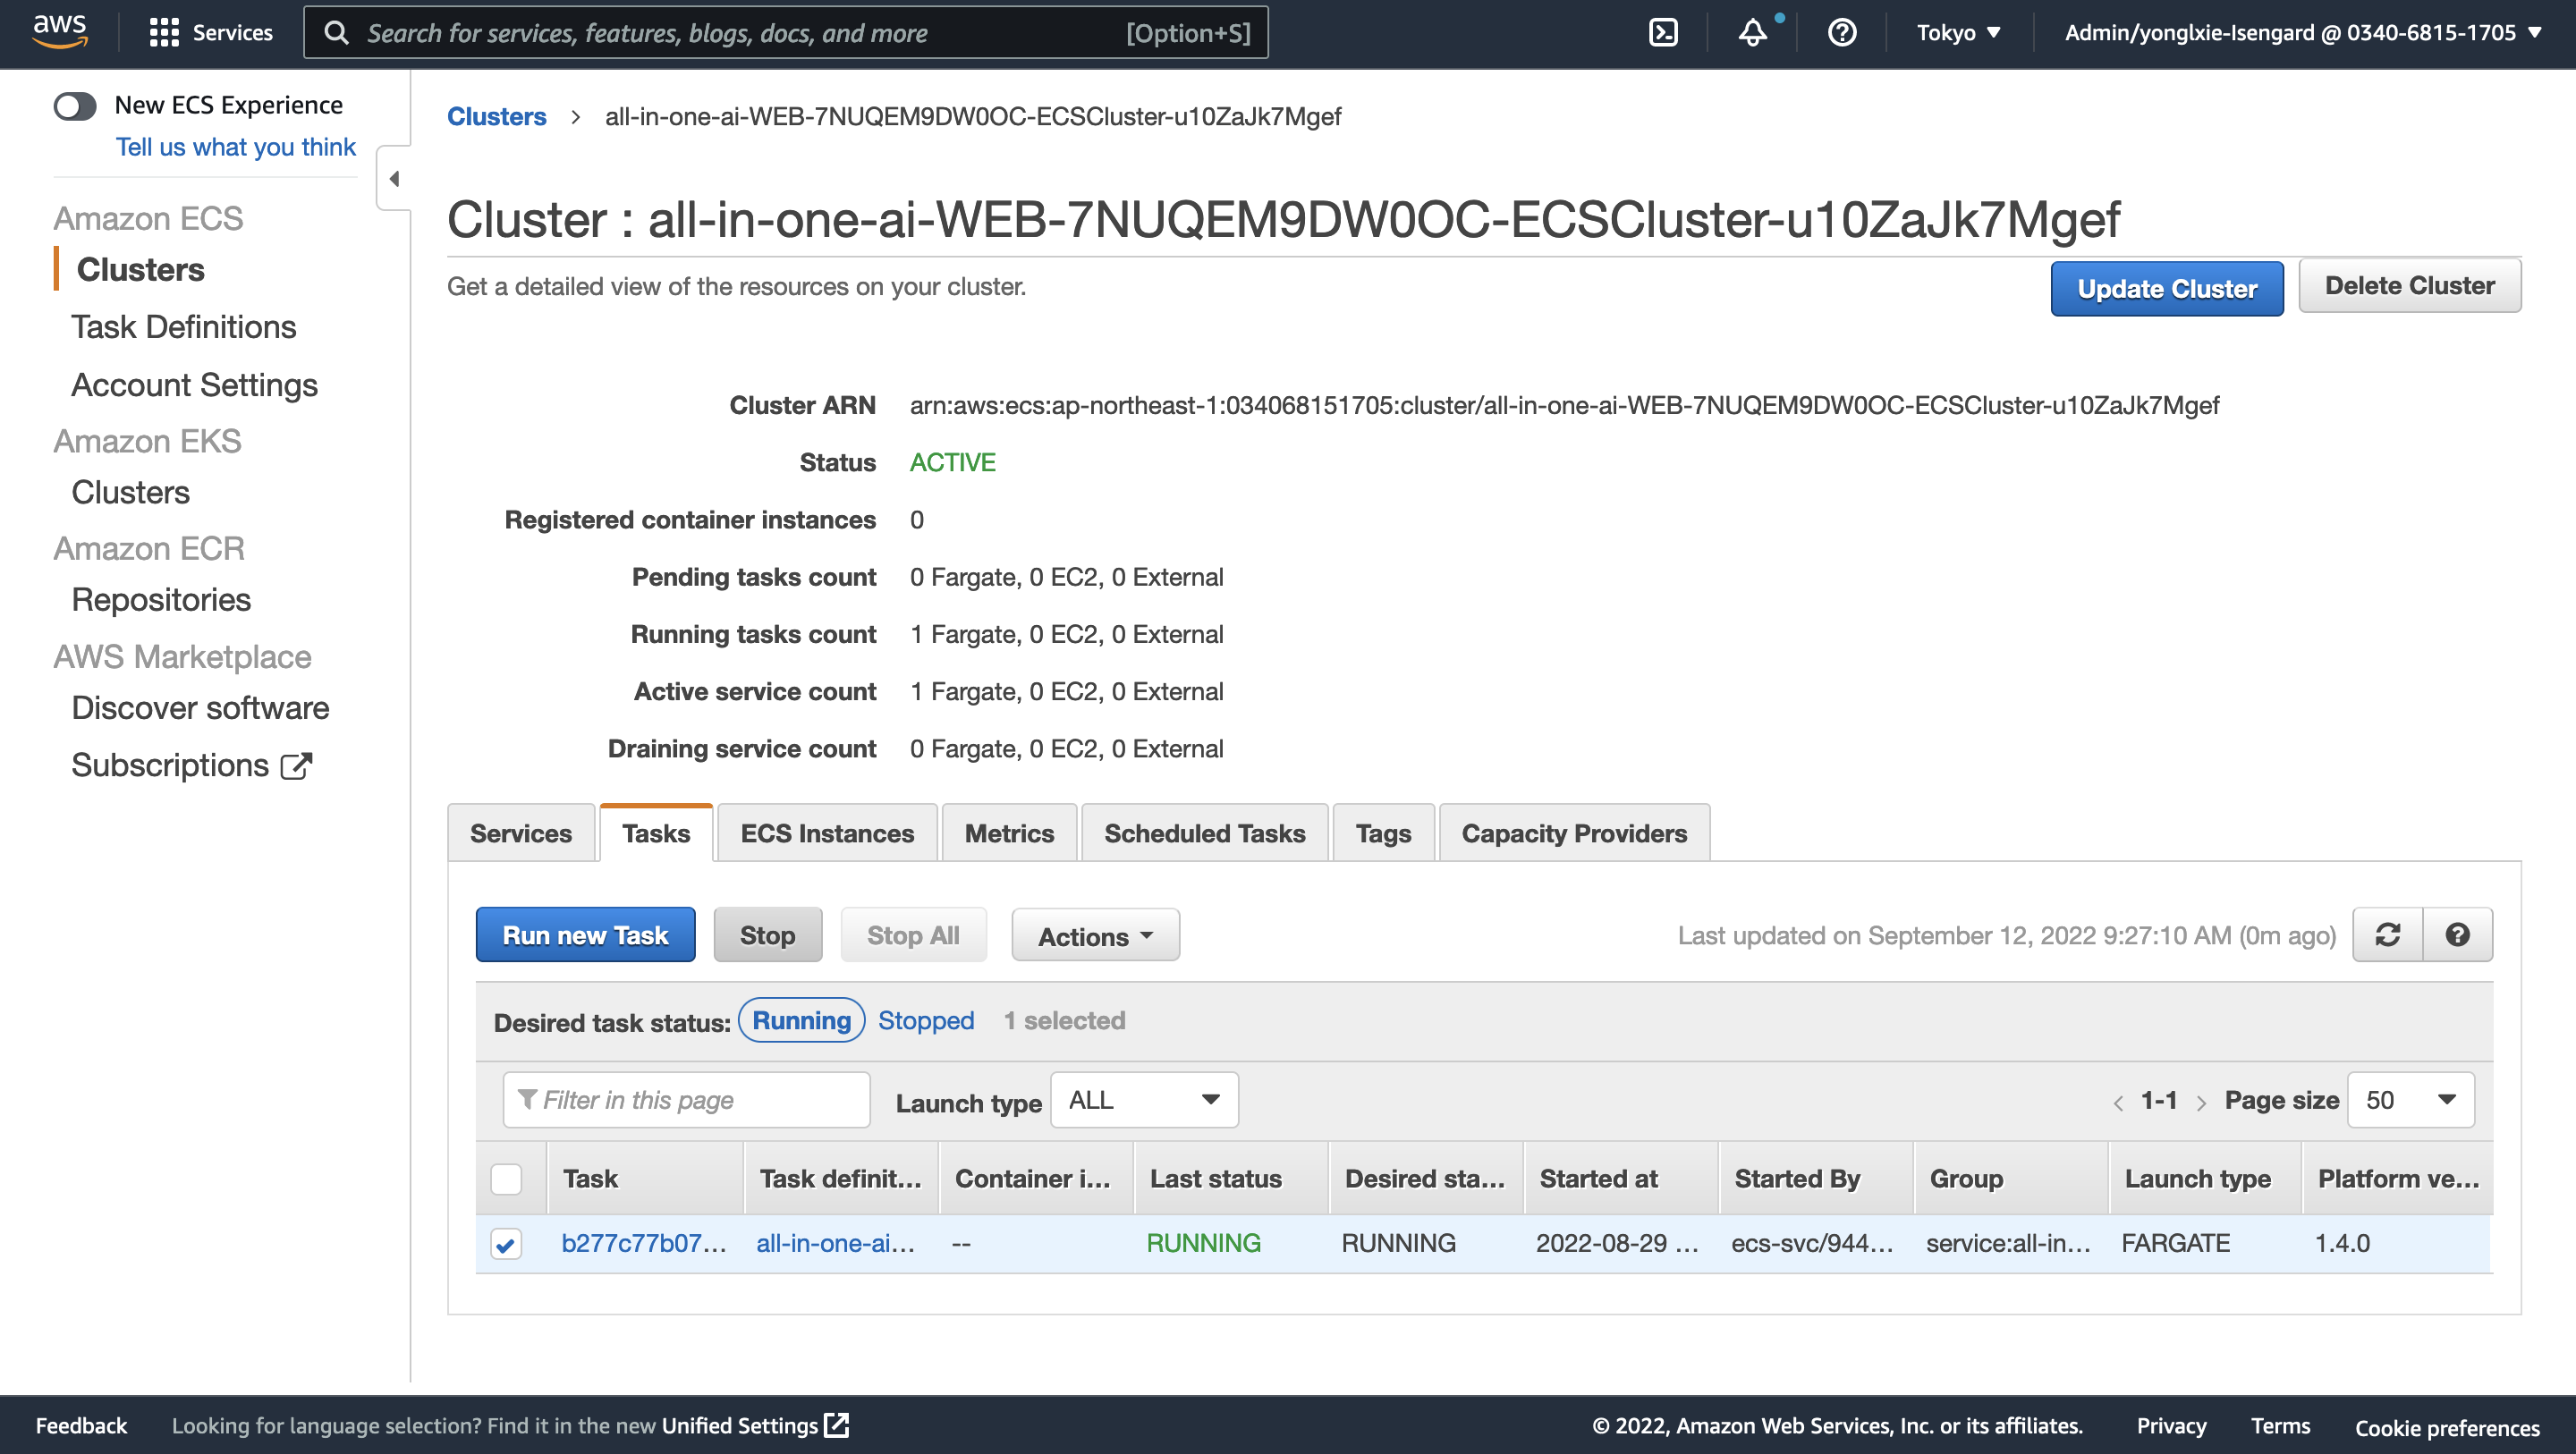 aws Services Search for services, features, blogs, docs, and more [Option+S] Tokyo ▼ Admin/yonglxie-Isengard @ 0340-6815-1705 ▼
New ECS Experience
Tell us what you think
Amazon ECS
Clusters
Task Definitions
Account Settings
Amazon EKS
Clusters
Amazon ECR
Repositories
AWS Marketplace
Discover software
Subscriptions
Clusters > all-in-one-ai-WEB-7NUQEM9DW0OC-ECSCluster-u10ZaJk7Mgef
Cluster : all-in-one-ai-WEB-7NUQEM9DW0OC-ECSCluster-u10ZaJk7Mgef
Get a detailed view of the resources on your cluster.
Update Cluster Delete Cluster
Cluster ARN arn:aws:ecs:ap-northeast-1:034068151705:cluster/all-in-one-ai-WEB-7NUQEM9DW0OC-ECSCluster-u10ZaJk7Mgef
Status ACTIVE
Registered container instances 0
Pending tasks count 0 Fargate, 0 EC2, 0 External
Running tasks count 1 Fargate, 0 EC2, 0 External
Active service count 1 Fargate, 0 EC2, 0 External
Draining service count 0 Fargate, 0 EC2, 0 External
Services Tasks ECS Instances Metrics Scheduled Tasks Tags Capacity Providers
Run new Task Stop Stop All Actions Last updated on September 12, 2022 9:27:10 AM (0m ago)
Desired task status: Running Stopped 1 selected
Filter in this page Launch type ALL < 1-1 > Page size 50
Task Task definit... Container i... Last status Desired sta... Started at Started By Group Launch type Platform ve...
b277c77b07... all-in-one-ai... -- RUNNING RUNNING 2022-08-29 ... ecs-svc/944... service:all-in... FARGATE 1.4.0
Feedback Looking for language selection? Find it in the new Unified Settings © 2022, Amazon Web Services, Inc. or its affiliates. Privacy Terms Cookie preferences